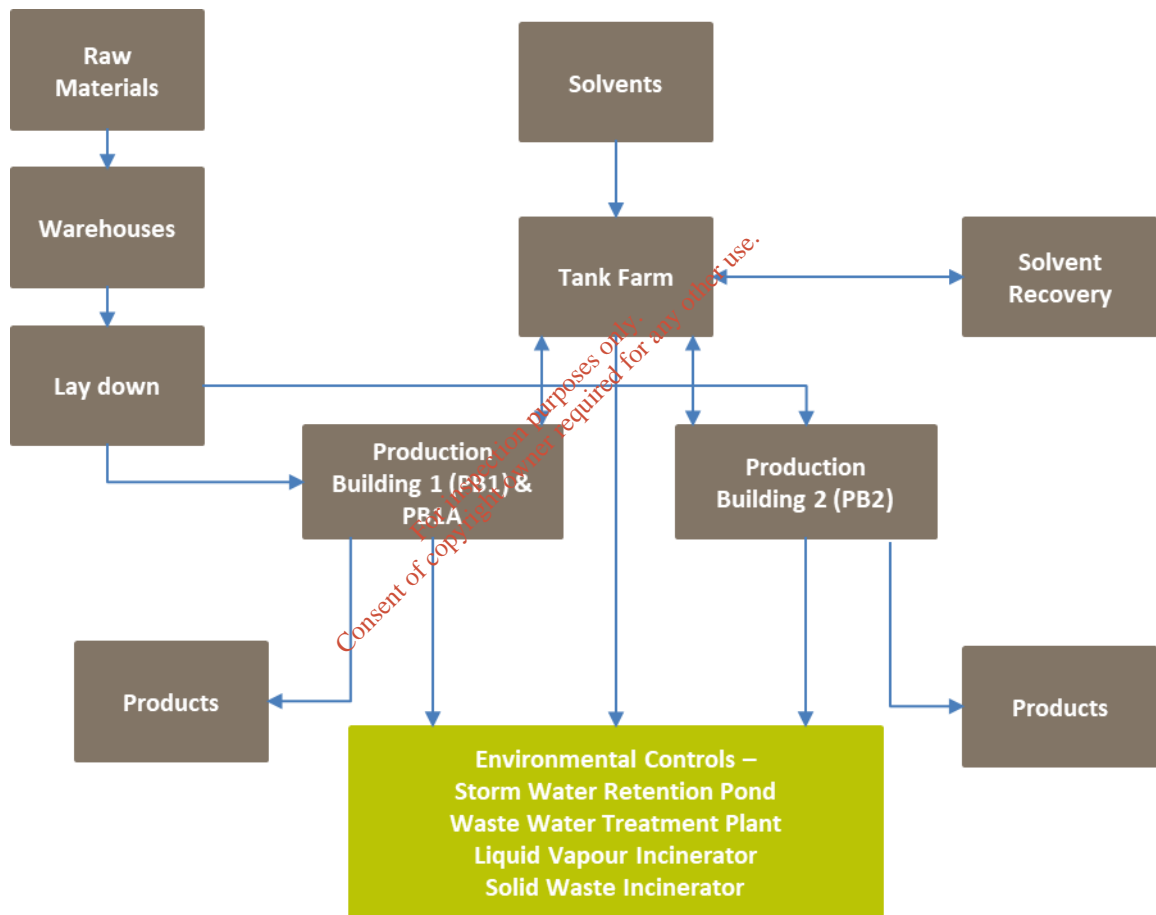 Raw
Materials
Solvents
Warehouses
Tank Farm
Solvent
Recovery
Lay down
Production
Building 1 (PB1) &
PB1A
Production
Building 2 (PB2)
Products
Products
Environmental Controls –
Storm Water Retention Pond
Waste Water Treatment Plant
Liquid Vapour Incinerator
Solid Waste Incinerator
For inspection purposes only.
Consent of copyright owner required for any other use.